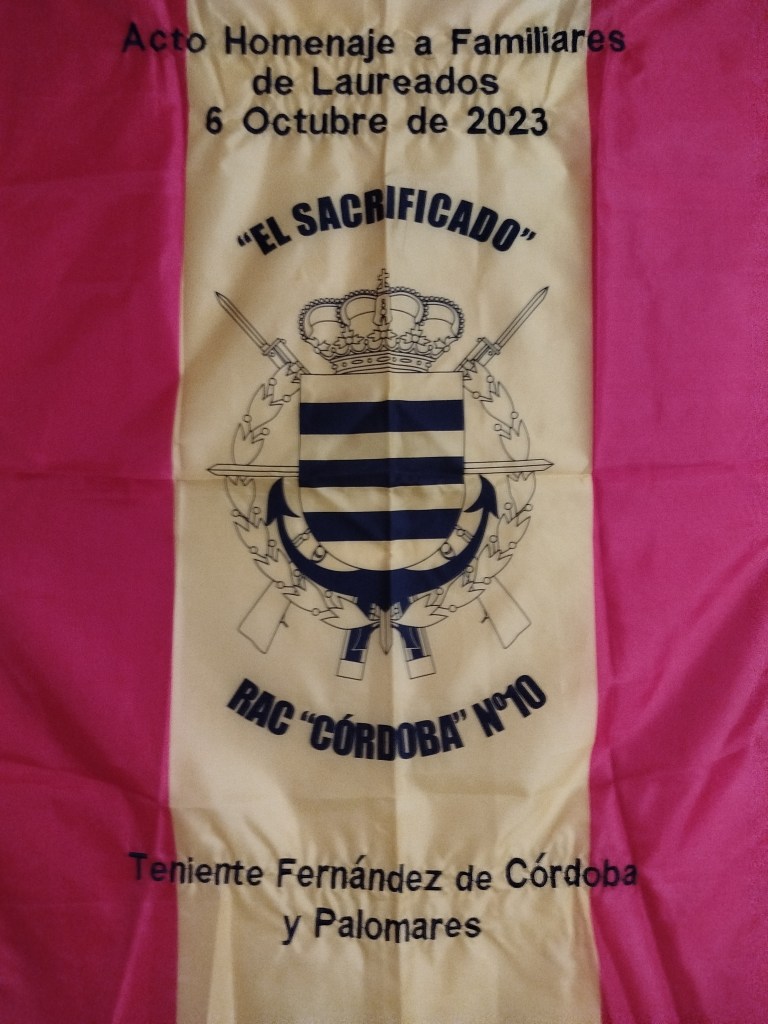 Acto Homenaje a Familiares
de Laureados
6 Octubre de 2023
"EL SACRIFICADO"
RAC "CÓRDOBA" Nº10
Teniente Fernández de Córdoba
y Palomares